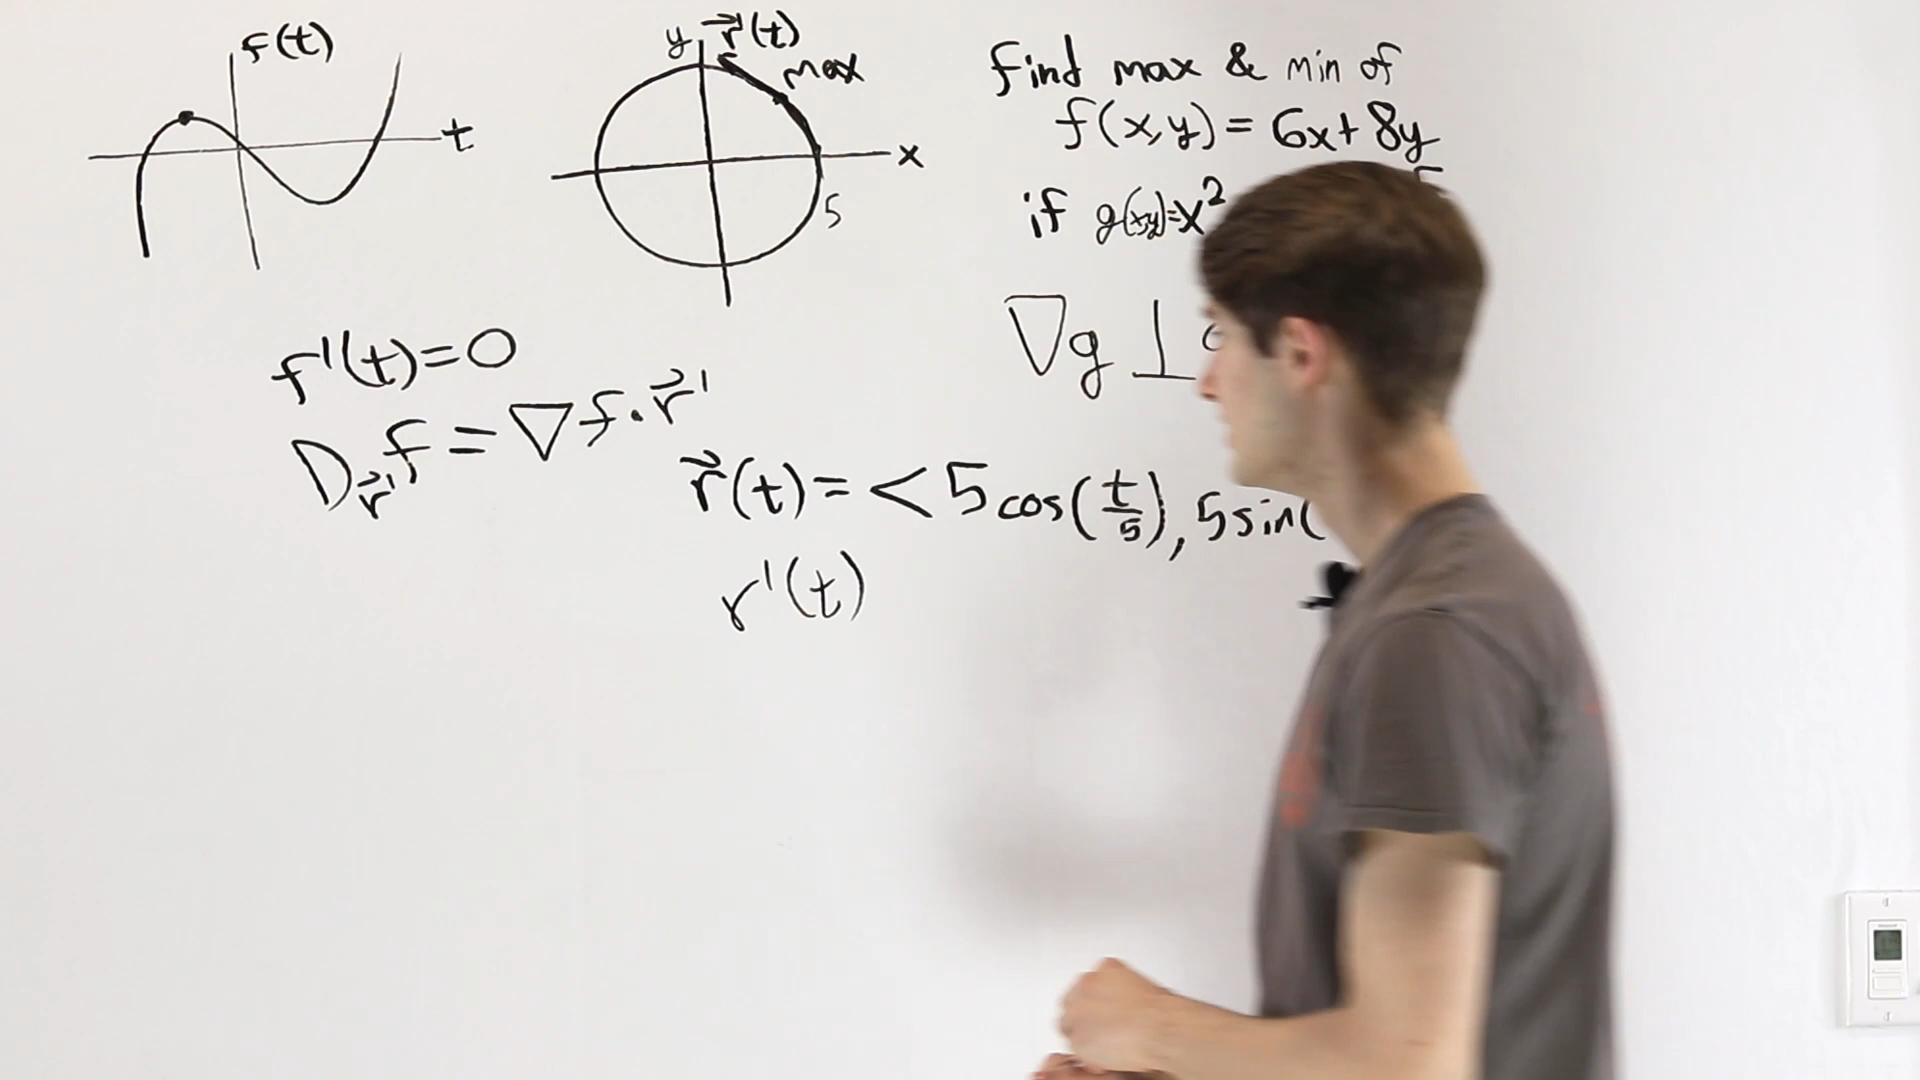 f(t)
t
y
r⃗'(t)
max
x
5
find max & min of
f(x,y) = 6x+8y
if g(x,y)=x²
∇g ⊥
f'(t)=0
D_r⃗' f = ∇f · r⃗'
r⃗(t) = <5cos(t/5), 5sin(
r'(t)